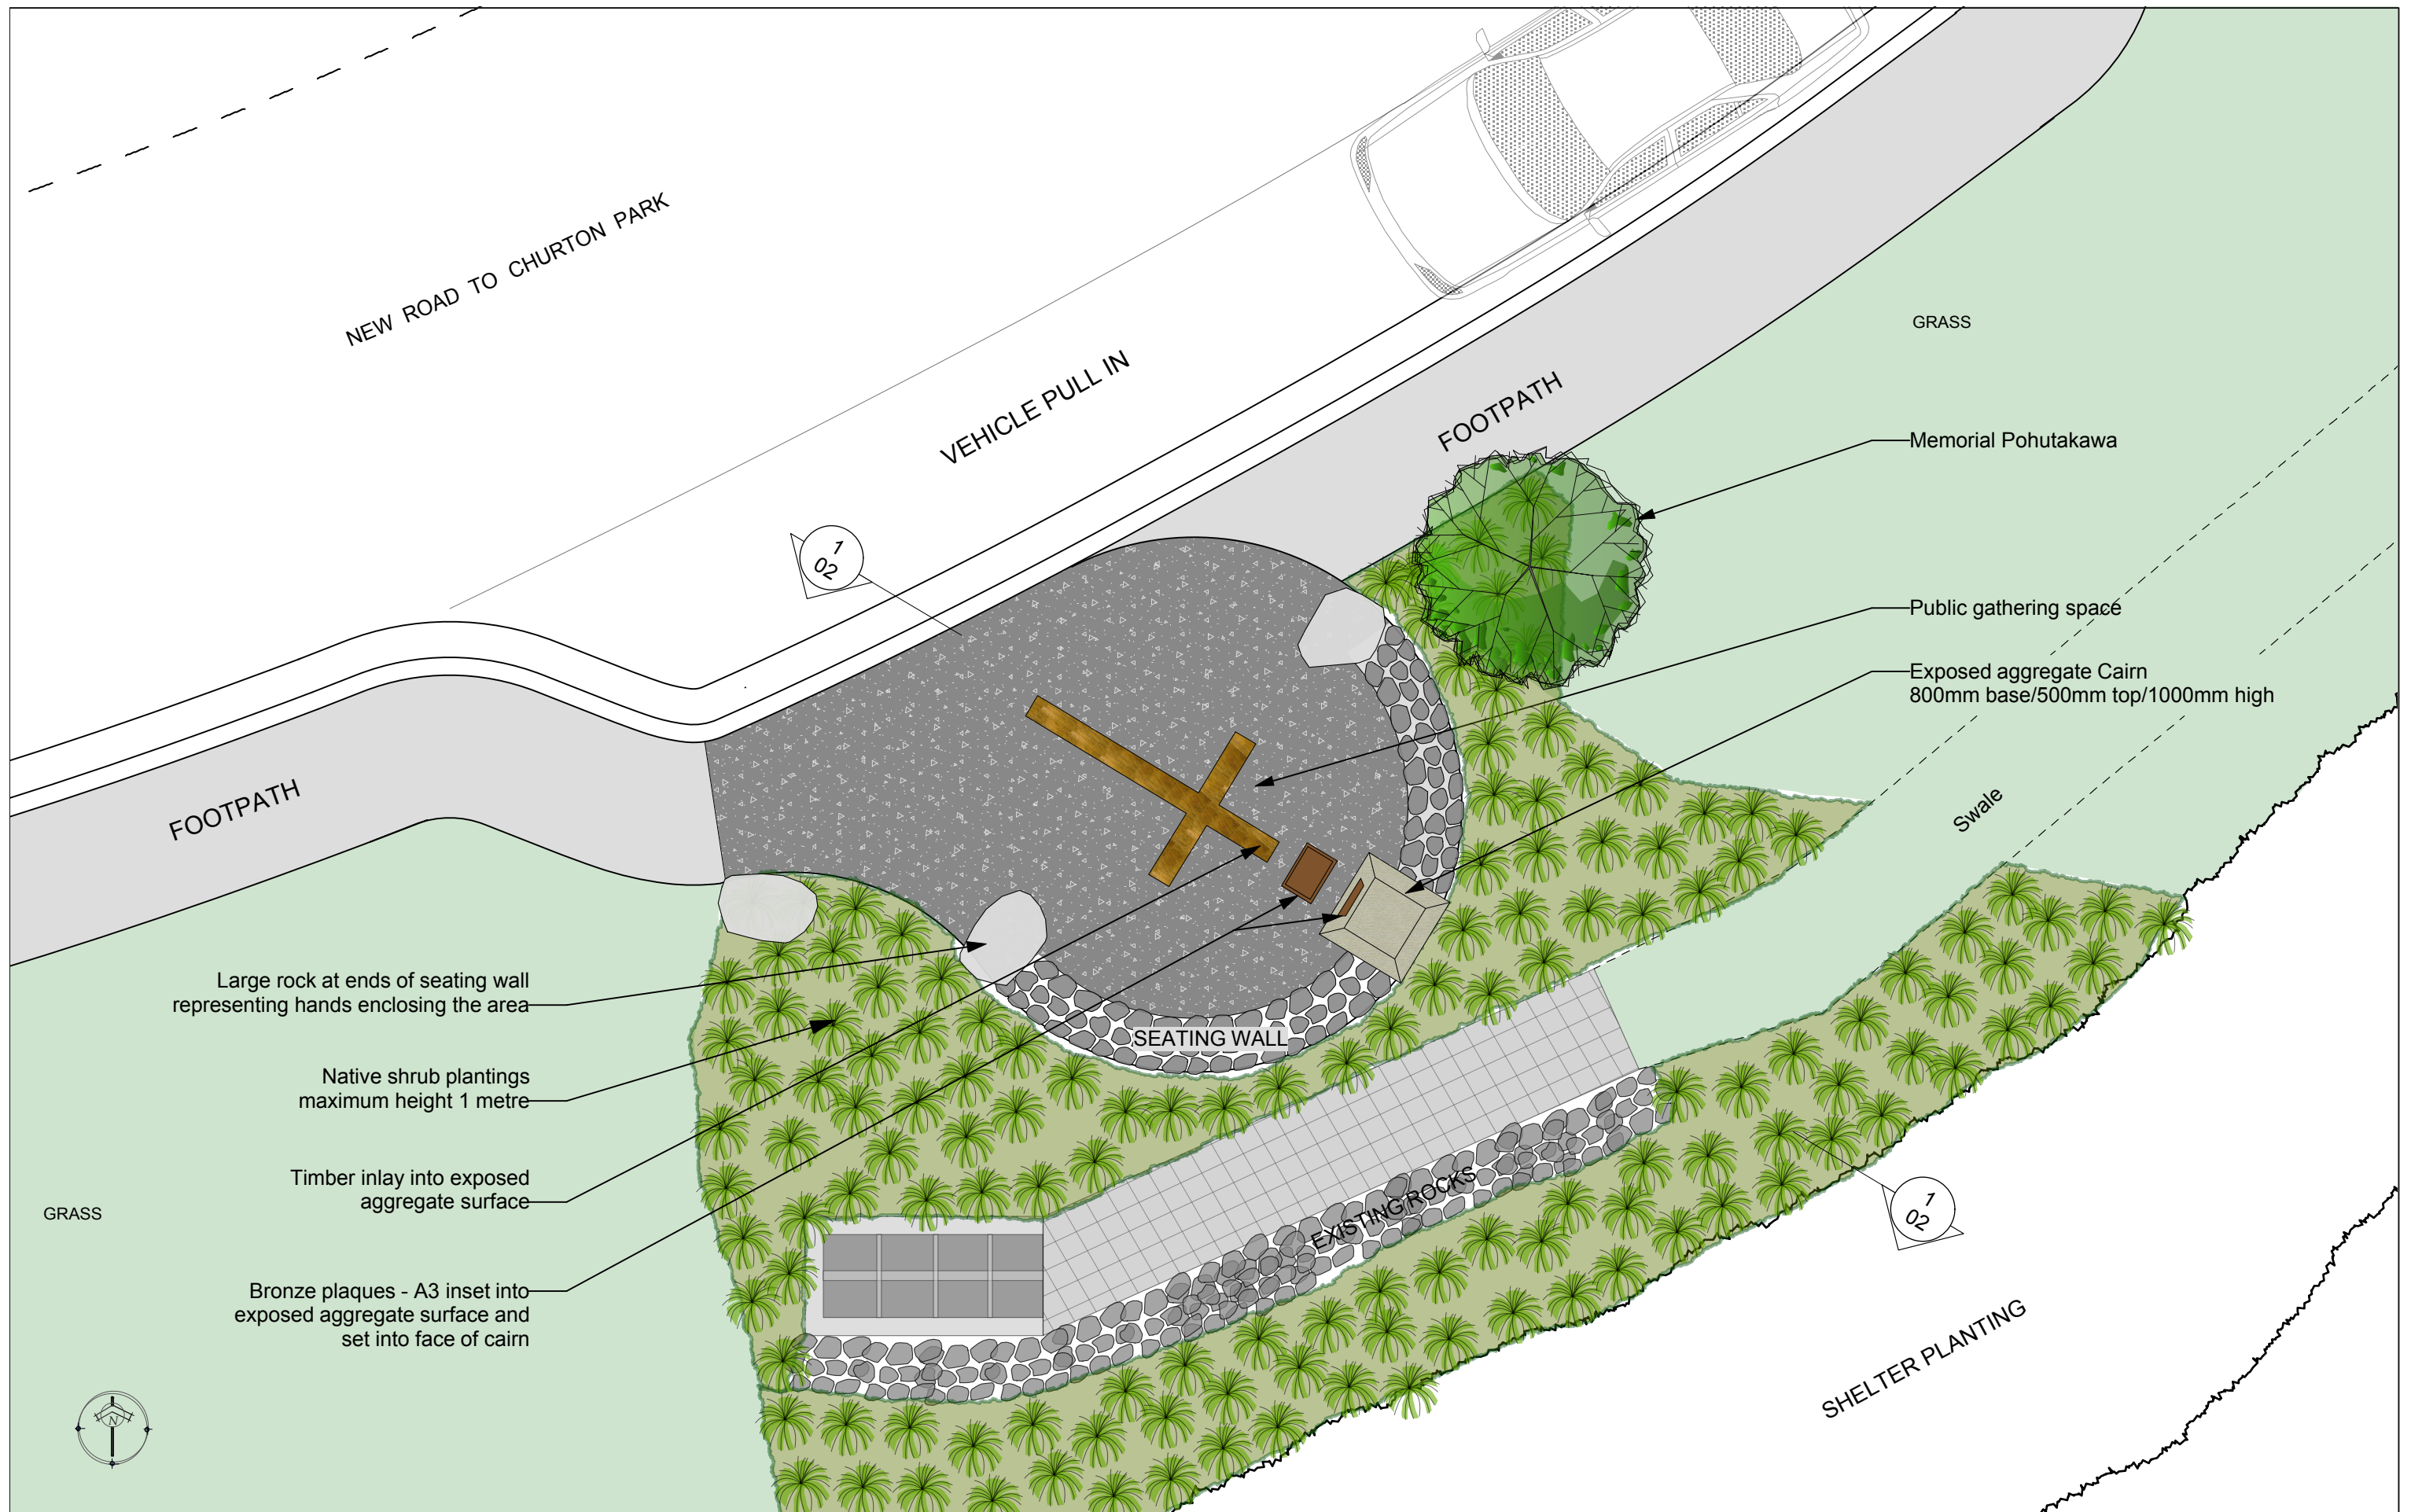 NEW ROAD TO CHURTON PARK
VEHICLE PULL IN
FOOTPATH
GRASS
Memorial Pohutakawa
1
02
Public gathering space
Exposed aggregate Cairn
800mm base/500mm top/1000mm high
FOOTPATH
Swale
Large rock at ends of seating wall
representing hands enclosing the area
SEATING WALL
Native shrub plantings
maximum height 1 metre
Timber inlay into exposed
aggregate surface
GRASS
EXISTING ROCKS
1
02
Bronze plaques - A3 inset into
exposed aggregate surface and
set into face of cairn
SHELTER PLANTING
N